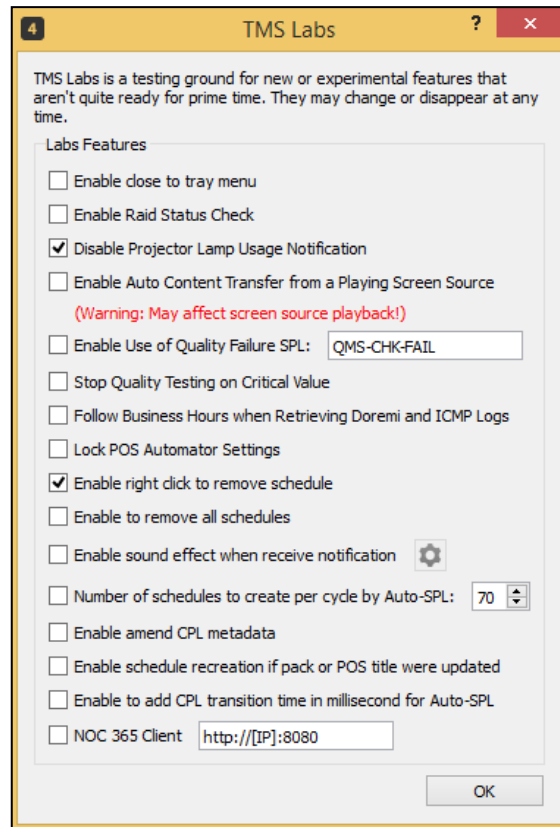 4
TMS Labs
?
TMS Labs is a testing ground for new or experimental features that
aren't quite ready for prime time. They may change or disappear at any
time.
Labs Features
Enable close to tray menu
Enable Raid Status Check
Disable Projector Lamp Usage Notification
Enable Auto Content Transfer from a Playing Screen Source
(Warning: May affect screen source playback!)
Enable Use of Quality Failure SPL: QMS-CHK-FAIL
Stop Quality Testing on Critical Value
Follow Business Hours when Retrieving Doremi and ICMP Logs
Lock POS Automator Settings
Enable right click to remove schedule
Enable to remove all schedules
Enable sound effect when receive notification
Number of schedules to create per cycle by Auto-SPL: 70
Enable amend CPL metadata
Enable schedule recreation if pack or POS title were updated
Enable to add CPL transition time in millisecond for Auto-SPL
NOC 365 Client http://[IP]:8080
OK